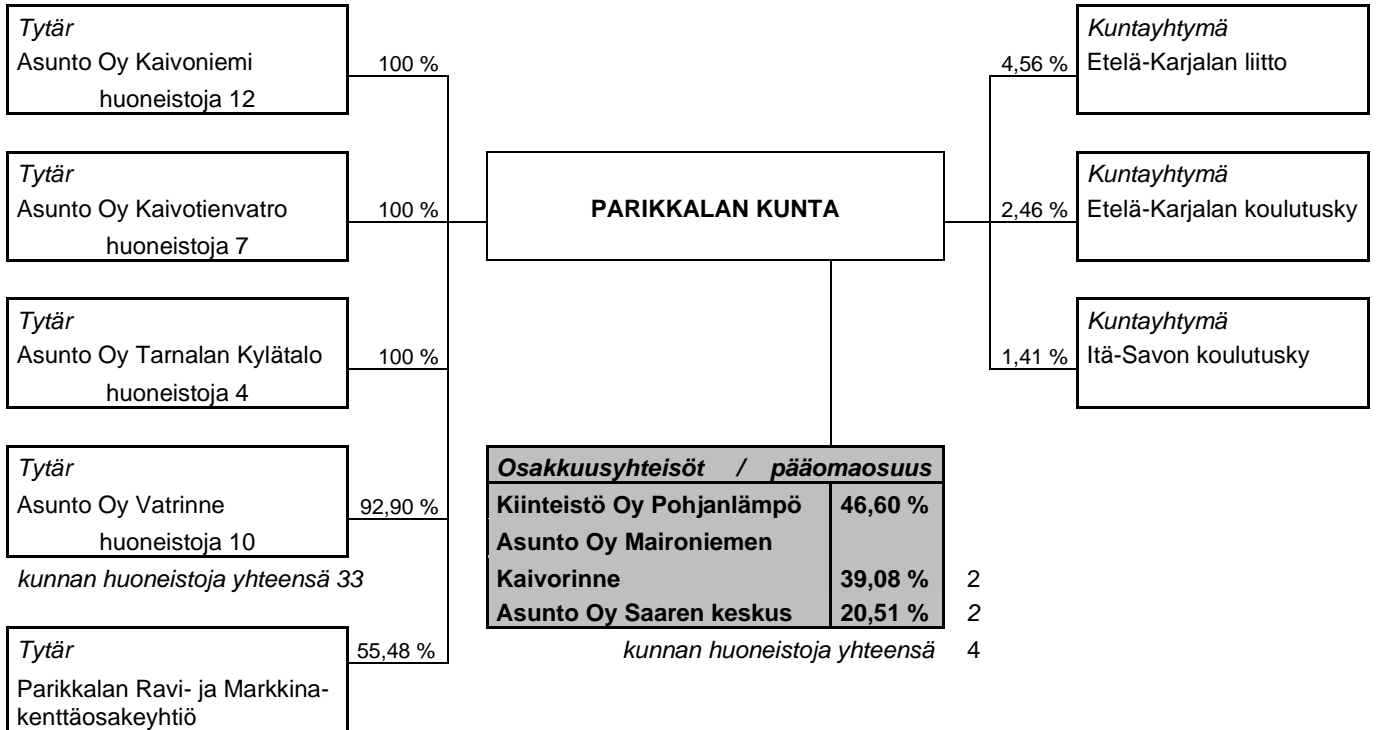 Tytär
Asunto Oy Kaivoniemi
huoneistoja 12
100 %
Tytär
Asunto Oy Kaivotienvatro
huoneistoja 7
100 %
Tytär
Asunto Oy Tarnalan Kylätalo
huoneistoja 4
100 %
Tytär
Asunto Oy Vatrinne
huoneistoja 10
92,90 %
kunnan huoneistoja yhteensä 33
Tytär
Parikkalan Ravi- ja Markkina-
kenttäosakeyhtiö
55,48 %
PARIKKALAN KUNTA
Osakkuusyhteisöt / pääomaosuus
Kiinteistö Oy Pohjanlämpö 46,60 %
Asunto Oy Maironiemen
Kaivorinne 39,08 % 2
Asunto Oy Saaren keskus 20,51 % 2
kunnan huoneistoja yhteensä 4
4,56 %
Kuntayhtymä
Etelä-Karjalan liitto
2,46 %
Kuntayhtymä
Etelä-Karjalan koulutusky
1,41 %
Kuntayhtymä
Itä-Savon koulutusky